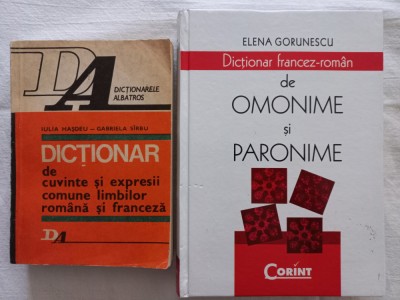 DA
DICȚIONARELE
ALBATROS
IULIA HAȘDEU – GABRIELA SÎRBU
DICȚIONAR
de
cuvinte și expresii
comune limbilor
română și franceză
DA
ELENA GORUNESCU
Dicționar francez-român
de
OMONIME
și
PARONIME
CORINT